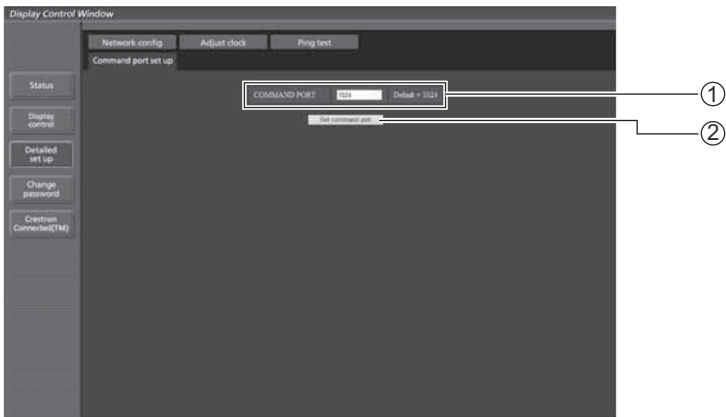 Display Control Window
Network config Adjust clock Ping test
Command port set up
Status
Display
control
Detailed
set up
Change
password
Crestron
Connected(TM)
COMMAND PORT 1024 Default = 1024
Set command port
1
2